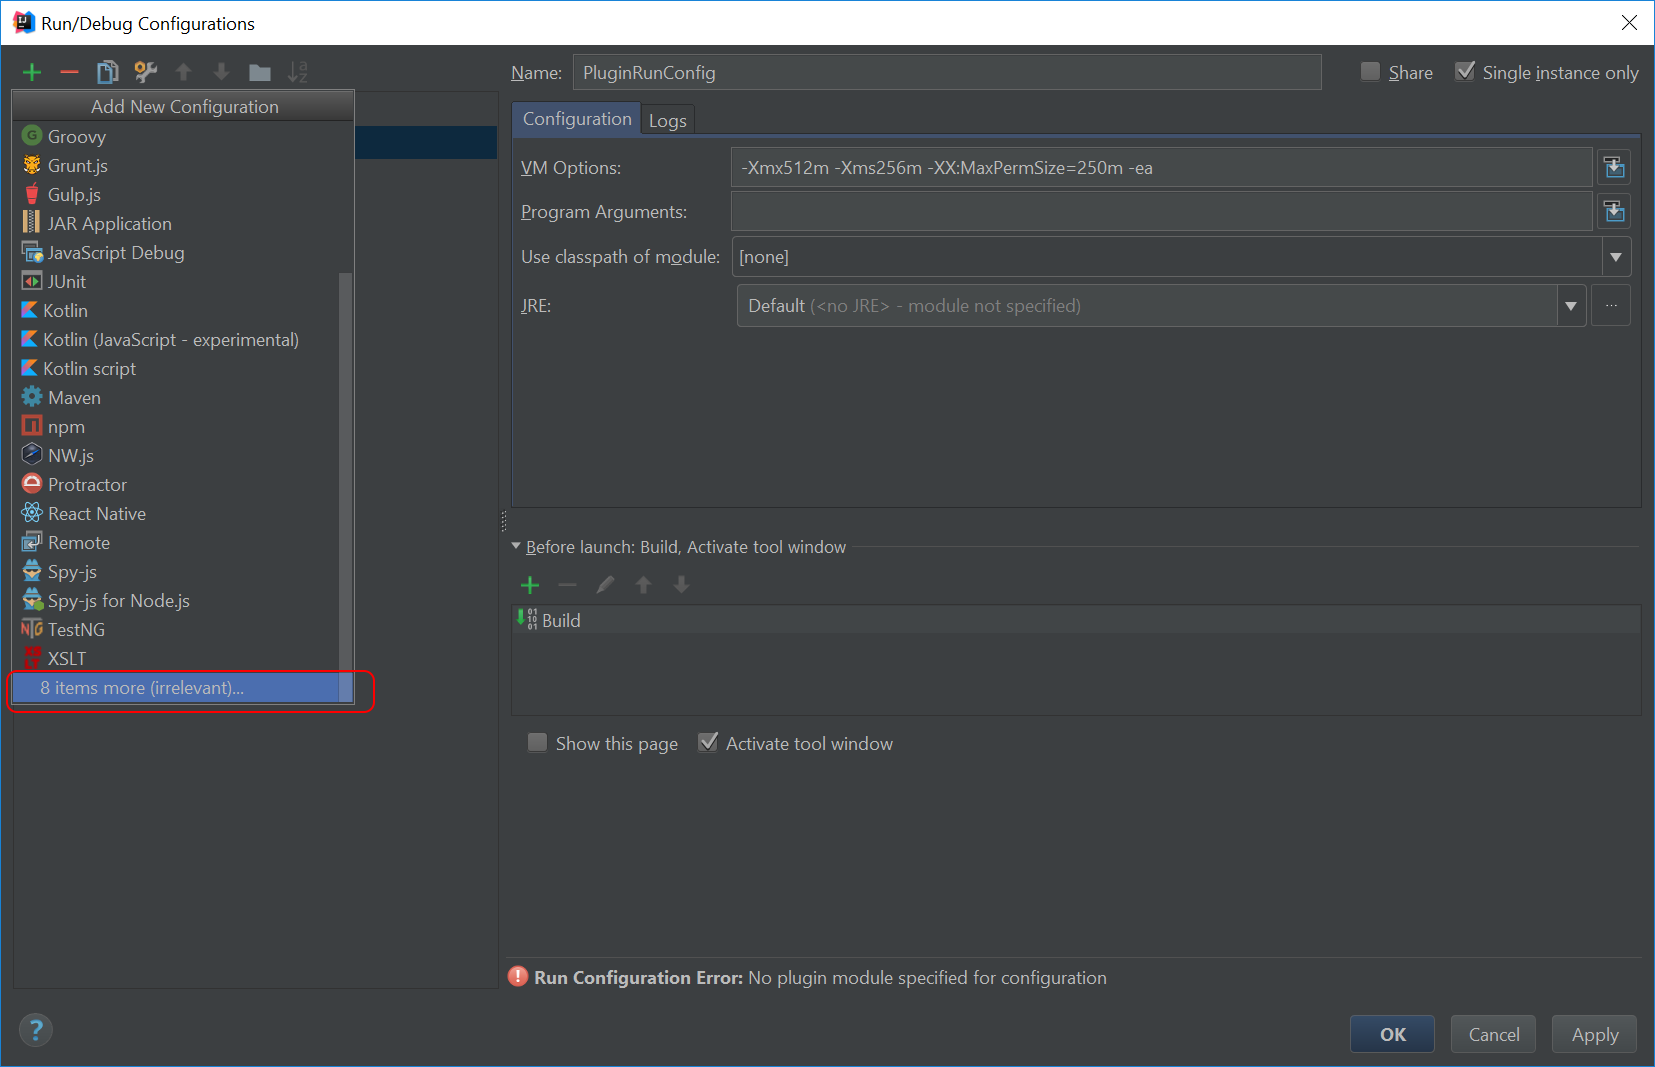 Run/Debug Configurations
Name: PluginRunConfig
Share
Single instance only
Add New Configuration
Groovy
Grunt.js
Gulp.js
JAR Application
JavaScript Debug
JUnit
Kotlin
Kotlin (JavaScript - experimental)
Kotlin script
Maven
npm
NW.js
Protractor
React Native
Remote
Spy-js
Spy-js for Node.js
TestNG
XSLT
8 items more (irrelevant)...
Configuration
Logs
VM Options: -Xmx512m -Xms256m -XX:MaxPermSize=250m -ea
Program Arguments:
Use classpath of module: [none]
JRE: Default (<no JRE> - module not specified)
Before launch: Build, Activate tool window
Build
Show this page
Activate tool window
Run Configuration Error: No plugin module specified for configuration
?
OK
Cancel
Apply